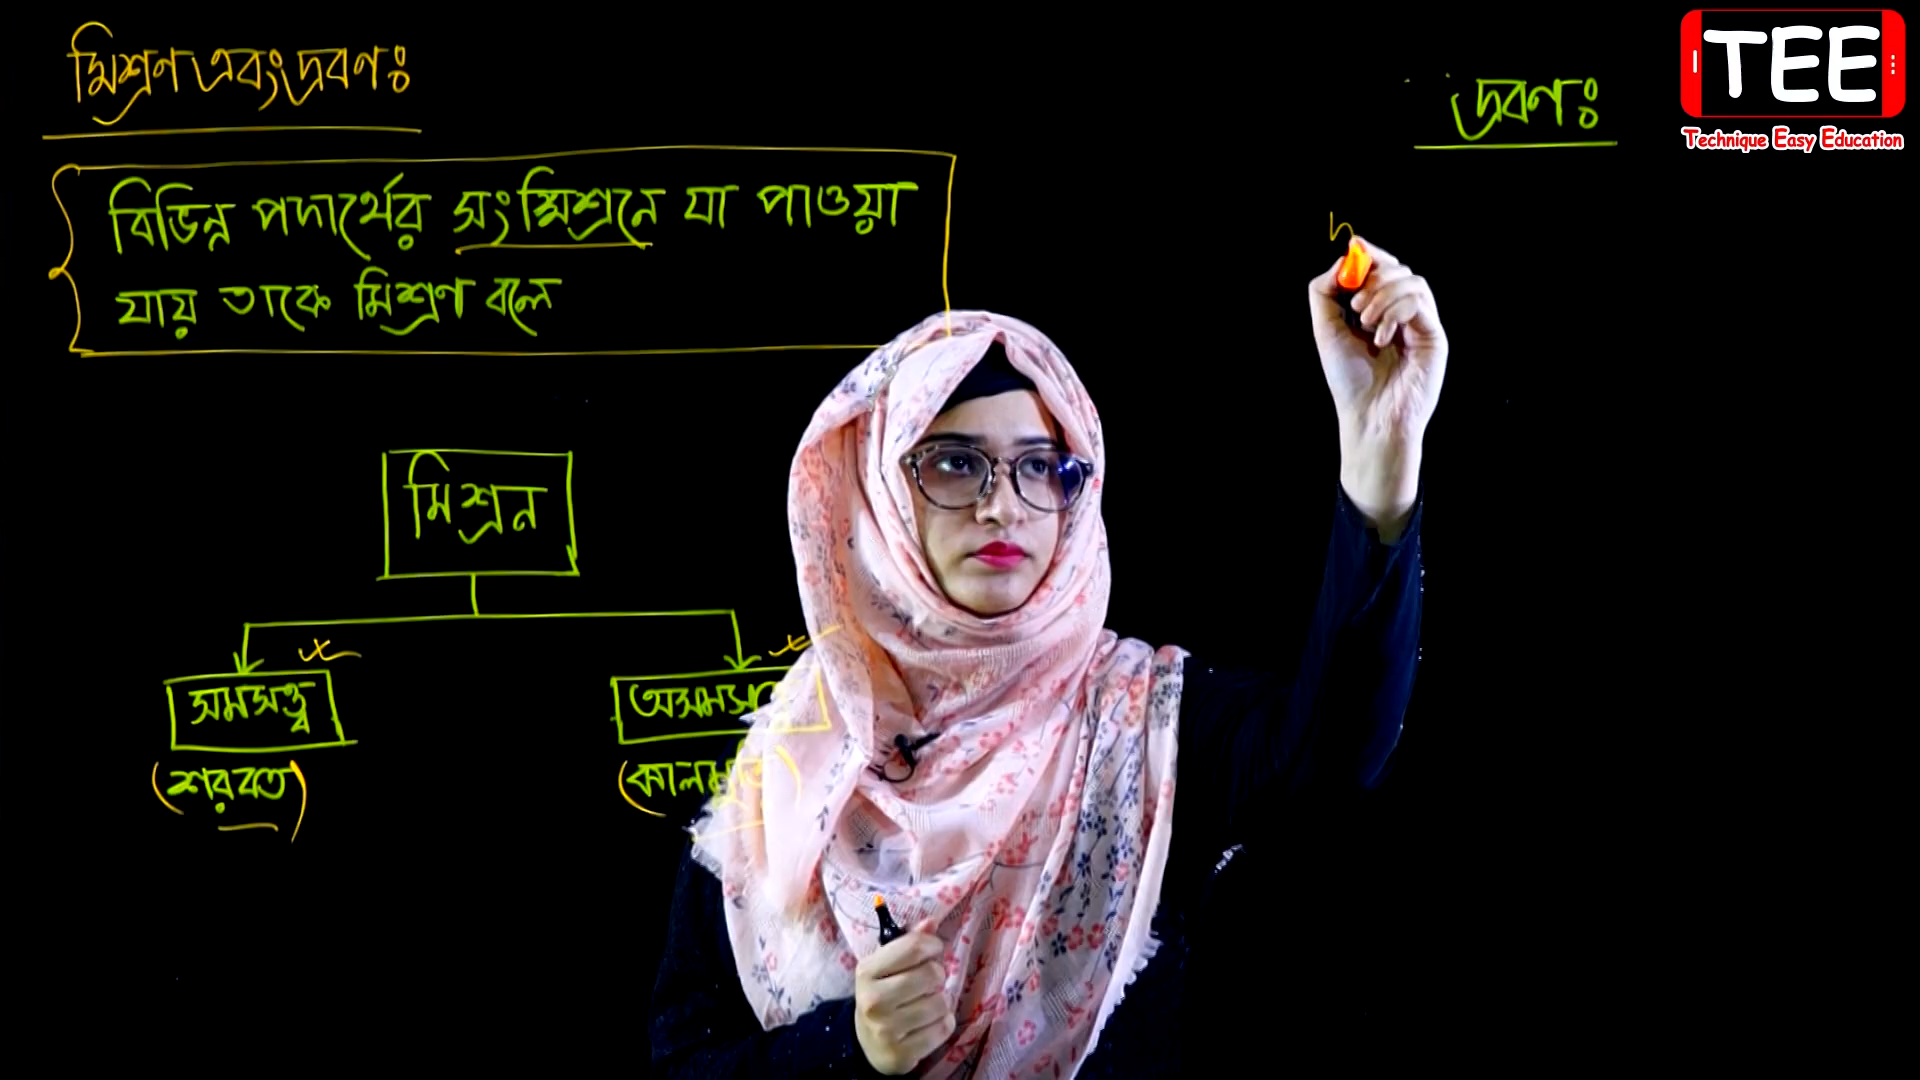 মিশ্রণ এবং দ্রবণঃ
বিভিন্ন পদার্থের সংমিশ্রনে যা পাওয়া
যায় তাকে মিশ্রণ বলে
মিশ্রন
সমসত্ত্ব
(শরবত)
দ্রবণঃ
TEE
Technique Easy Education